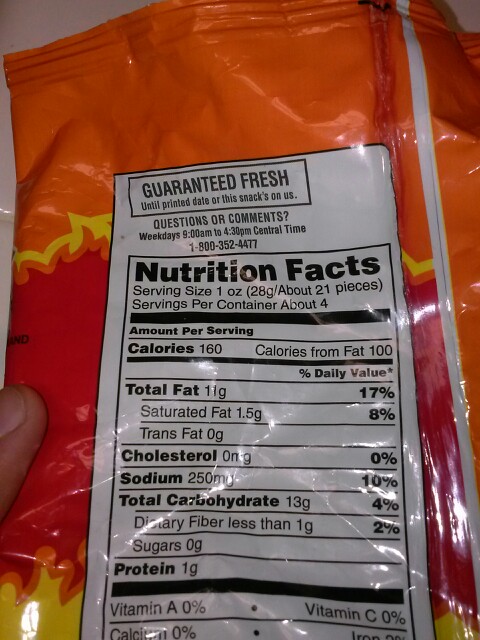 GUARANTEED FRESH
Until printed date or this snack's on us.
QUESTIONS OR COMMENTS?
Weekdays 9:00am to 4:30pm Central Time
1-800-352-4477
Nutrition Facts
Serving Size 1 oz (28g/About 21 pieces)
Servings Per Container About 4
Amount Per Serving
Calories 160 Calories from Fat 100
% Daily Value*
Total Fat 11g 17%
Saturated Fat 1.5g 8%
Trans Fat 0g
Cholesterol 0mg 0%
Sodium 250mg 10%
Total Carbohydrate 13g 4%
Dietary Fiber less than 1g 2%
Sugars 0g
Protein 1g
Vitamin A 0% • Vitamin C 0%
Calcium 0% • Iron